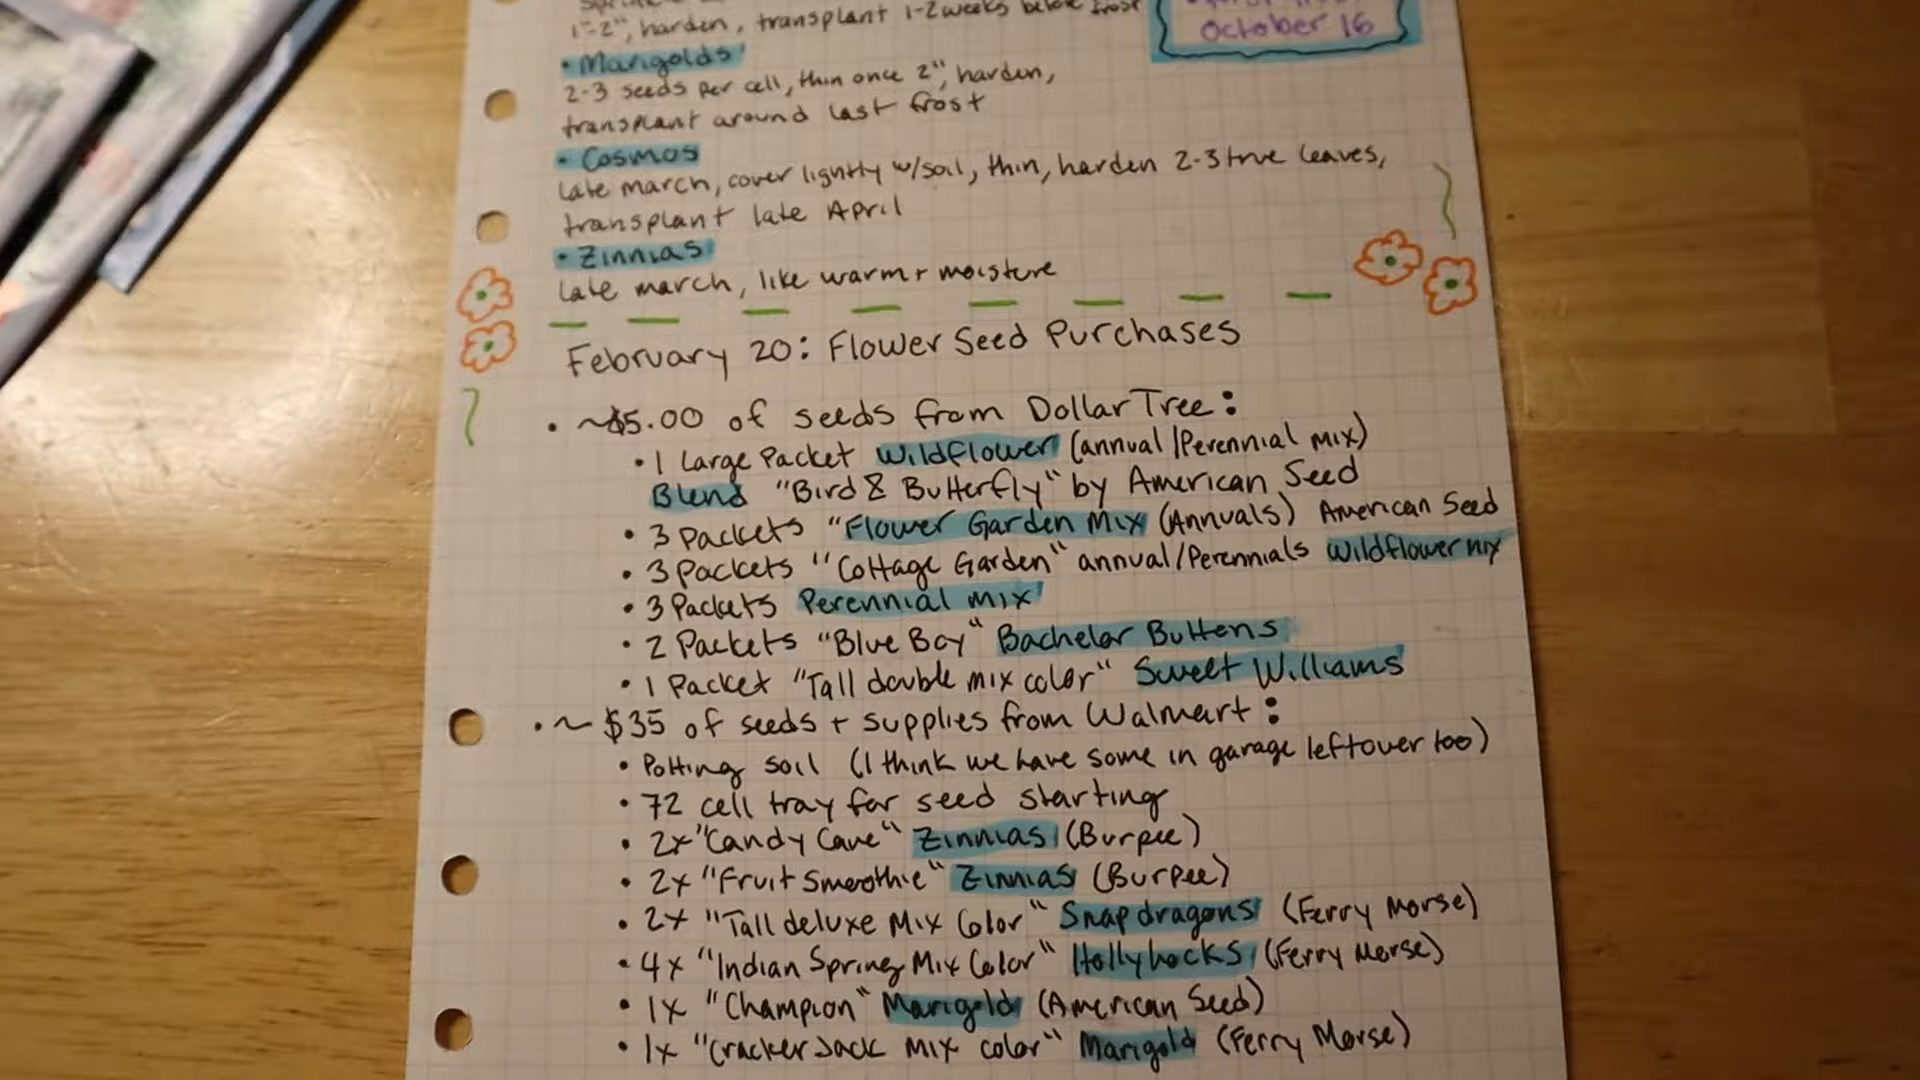 1"-2", harden, transplant 1-2 weeks before frost
October 16
• Marigolds
2-3 seeds per cell, thin once 2", harden,
transplant around last frost
• Cosmos
late march, cover lightly w/soil, thin, harden 2-3 true leaves,
transplant late April
• Zinnias
late march, like warm + moisture
February 20: Flower Seed Purchases
• ~$5.00 of seeds from Dollar Tree:
• 1 Large Packet Wildflower (annual/Perennial mix)
Blend "Bird & Butterfly" by American Seed
• 3 Packets "Flower Garden Mix (Annuals) American Seed
• 3 Packets "Cottage Garden" annual/Perennials wildflower mix
• 3 Packets Perennial mix
• 2 Packets "Blue Boy" Bachelor Buttons
• 1 Packet "Tall double mix color" Sweet Williams
• ~ $35 of seeds + supplies from Walmart:
• Potting soil (I think we have some in garage leftover too)
• 72 cell tray for seed starting
• 2x "Candy Cane" Zinnias (Burpee)
• 2x "Fruit Smoothie" Zinnias (Burpee)
• 2x "Tall deluxe Mix Color" Snapdragons (Ferry Morse)
• 4x "Indian Spring Mix Color" Hollyhocks (Ferry Morse)
• 1x "Champion" Marigold (American Seed)
• 1x "Cracker Jack mix color" Marigold (Ferry Morse)